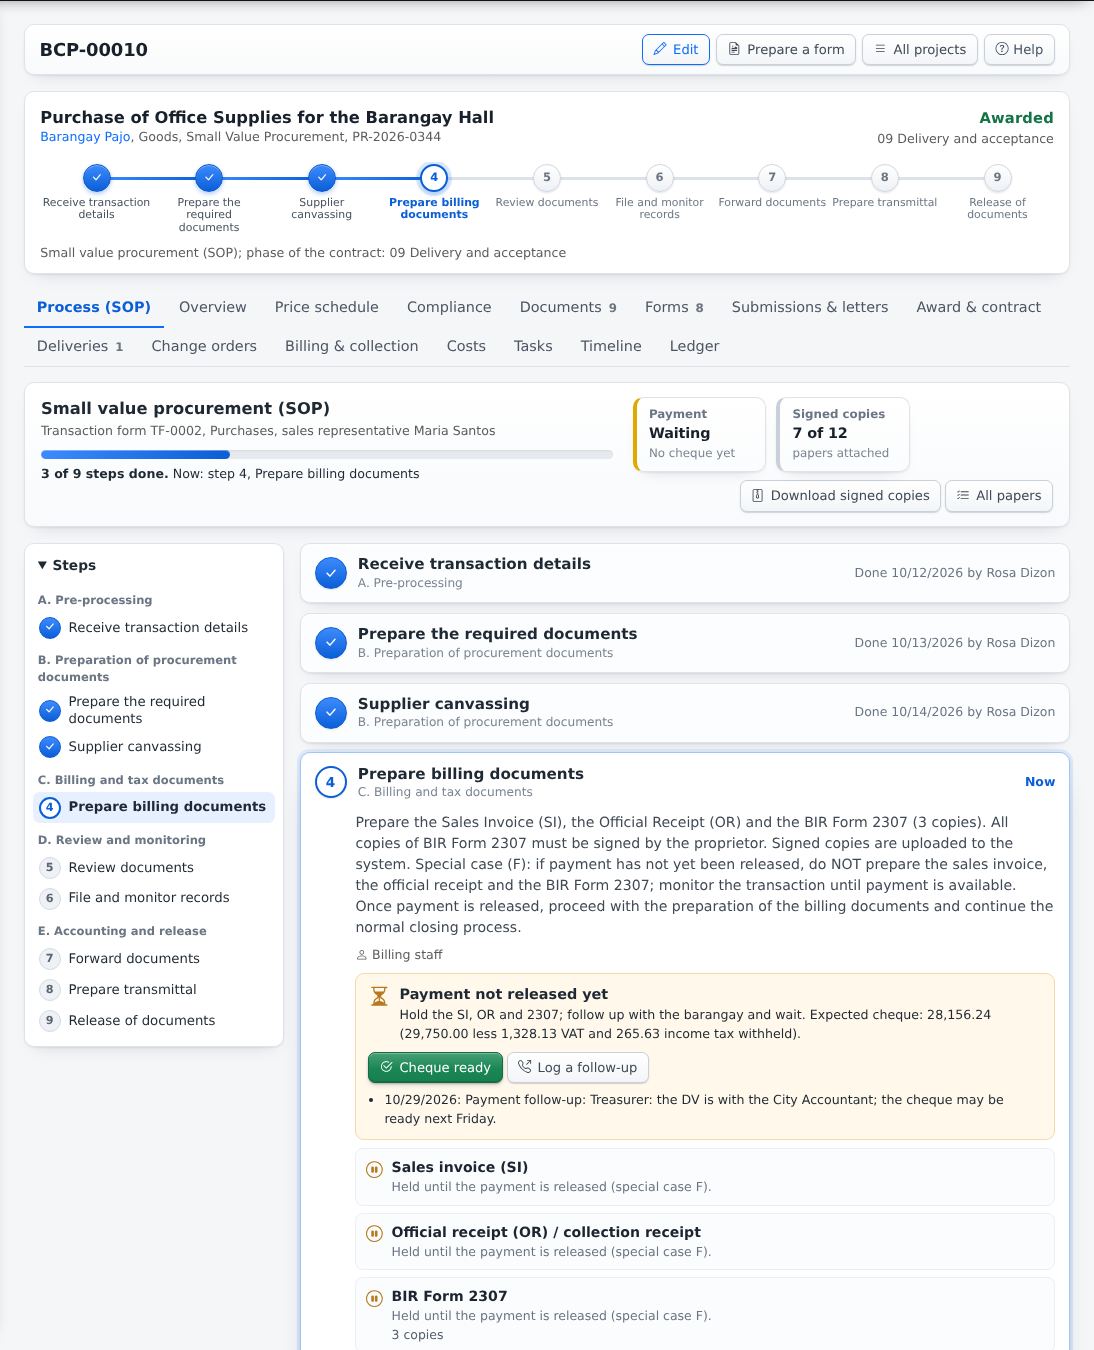 BCP-00010
Edit
Prepare a form
All projects
Help
Purchase of Office Supplies for the Barangay Hall
Awarded
Barangay Pajo, Goods, Small Value Procurement, PR-2026-0344
09 Delivery and acceptance
4
5
6
7
8
9
Receive transaction
details
Prepare the
required
documents
Supplier
canvassing
Prepare billing
documents
Review documents
File and monitor
records
Forward documents
Prepare transmittal
Release of
documents
Small value procurement (SOP); phase of the contract: 09 Delivery and acceptance
Process (SOP)
Overview
Price schedule
Compliance
Documents 9
Forms 8
Submissions & letters
Award & contract
Deliveries 1
Change orders
Billing & collection
Costs
Tasks
Timeline
Ledger
Small value procurement (SOP)
Transaction form TF-0002, Purchases, sales representative Maria Santos
3 of 9 steps done. Now: step 4, Prepare billing documents
Payment
Waiting
No cheque yet
Signed copies
7 of 12
papers attached
Download signed copies
All papers
▼ Steps
A. Pre-processing
Receive transaction details
B. Preparation of procurement
documents
Prepare the required
documents
Supplier canvassing
C. Billing and tax documents
4 Prepare billing documents
D. Review and monitoring
5 Review documents
6 File and monitor records
E. Accounting and release
7 Forward documents
8 Prepare transmittal
9 Release of documents
Receive transaction details
A. Pre-processing
Done 10/12/2026 by Rosa Dizon
Prepare the required documents
B. Preparation of procurement documents
Done 10/13/2026 by Rosa Dizon
Supplier canvassing
B. Preparation of procurement documents
Done 10/14/2026 by Rosa Dizon
4
Prepare billing documents
C. Billing and tax documents
Now
Prepare the Sales Invoice (SI), the Official Receipt (OR) and the BIR Form 2307 (3 copies). All
copies of BIR Form 2307 must be signed by the proprietor. Signed copies are uploaded to the
system. Special case (F): if payment has not yet been released, do NOT prepare the sales invoice,
the official receipt and the BIR Form 2307; monitor the transaction until payment is available.
Once payment is released, proceed with the preparation of the billing documents and continue the
normal closing process.
Billing staff
Payment not released yet
Hold the SI, OR and 2307; follow up with the barangay and wait. Expected cheque: 28,156.24
(29,750.00 less 1,328.13 VAT and 265.63 income tax withheld).
Cheque ready
Log a follow-up
• 10/29/2026: Payment follow-up: Treasurer: the DV is with the City Accountant; the cheque may be
ready next Friday.
Sales invoice (SI)
Held until the payment is released (special case F).
Official receipt (OR) / collection receipt
Held until the payment is released (special case F).
BIR Form 2307
Held until the payment is released (special case F).
3 copies